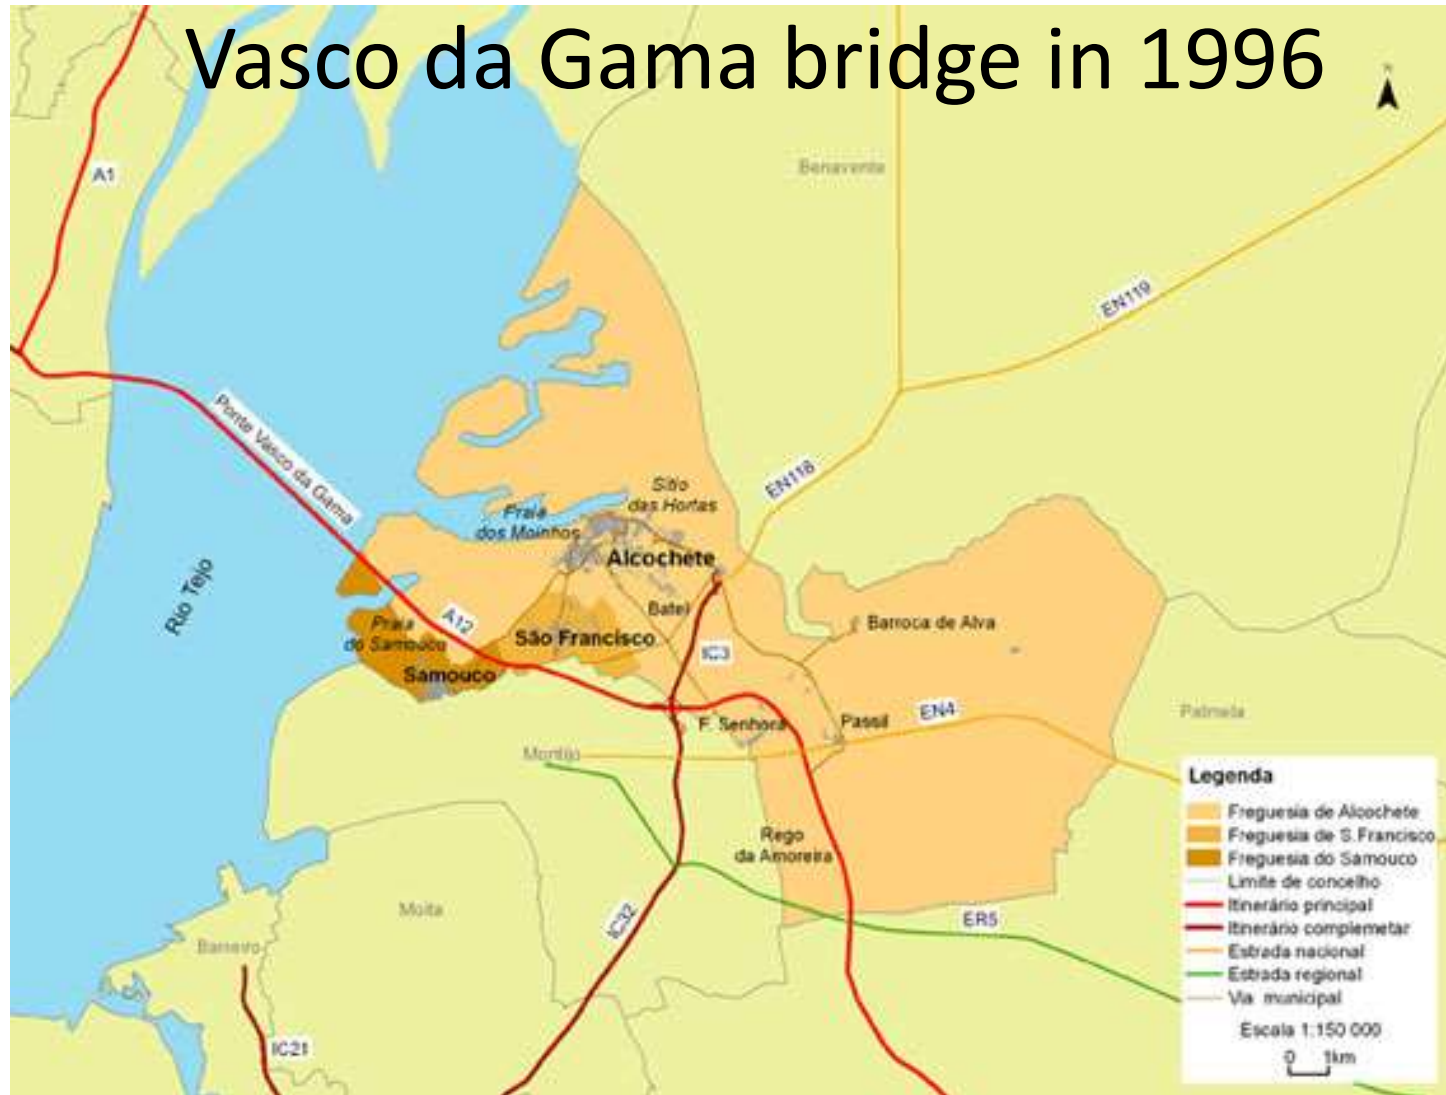 Vasco da Gama bridge in 1996
N
A1
Benavente
EN119
Ponte Vasco da Gama
EN118
Sítio
das Hortas
Praia
dos Moinhos
Alcochete
Rio Tejo
Batel
Barroca de Alva
A12
Praia
do Samouco
São Francisco
IC3
Samouco
EN4
Palmela
F. Senhora
Passil
Montijo
Legenda
Freguesia de Alcochete
Freguesia de S.Francisco
Freguesia do Samouco
Limite de concelho
Itinerário principal
Itinerário complemetar
Estrada nacional
Estrada regional
Via municipal
Escala 1:150 000
0 1km
Rego
da Amoreira
Moita
IC32
ER5
Barreiro
IC21